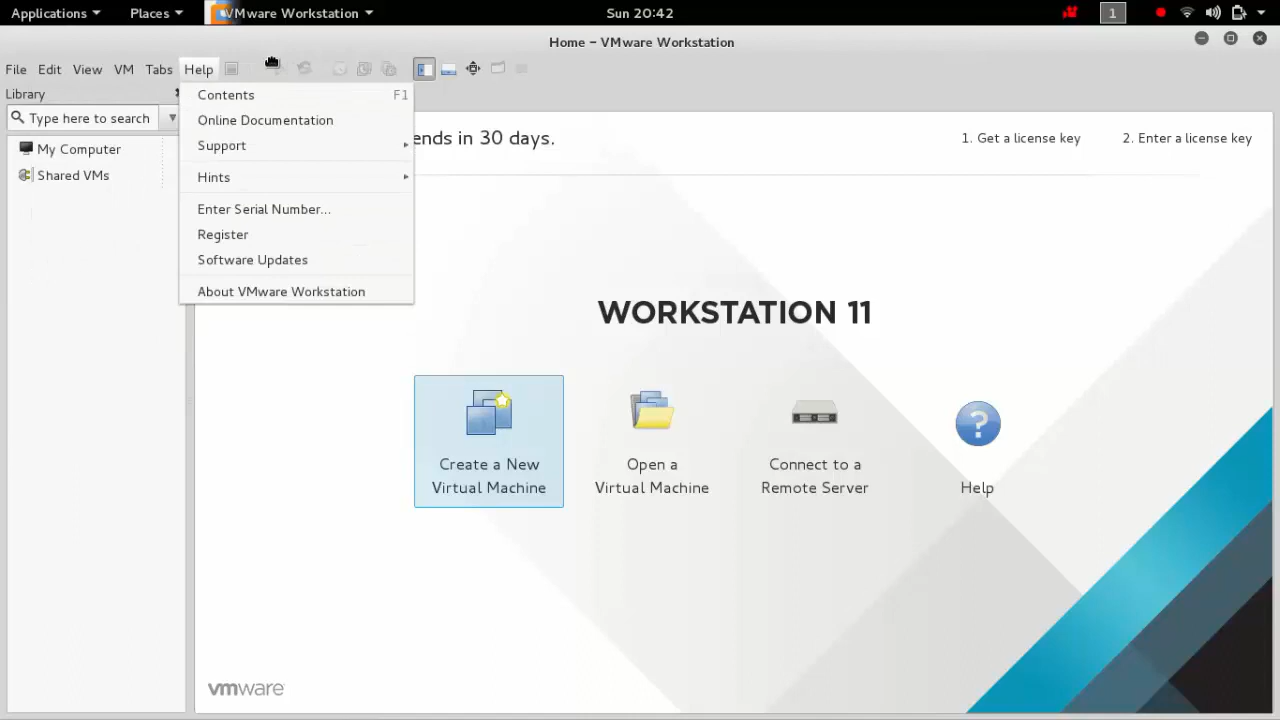 Applications Places VMware Workstation Sun 20:42 1
Home – VMware Workstation
File Edit View VM Tabs Help
Library
Type here to search
My Computer
Shared VMs
Contents F1
Online Documentation
Support
Hints
Enter Serial Number...
Register
Software Updates
About VMware Workstation
ends in 30 days.
1. Get a license key 2. Enter a license key
WORKSTATION 11
Create a New
Virtual Machine
Open a
Virtual Machine
Connect to a
Remote Server
Help
vmware